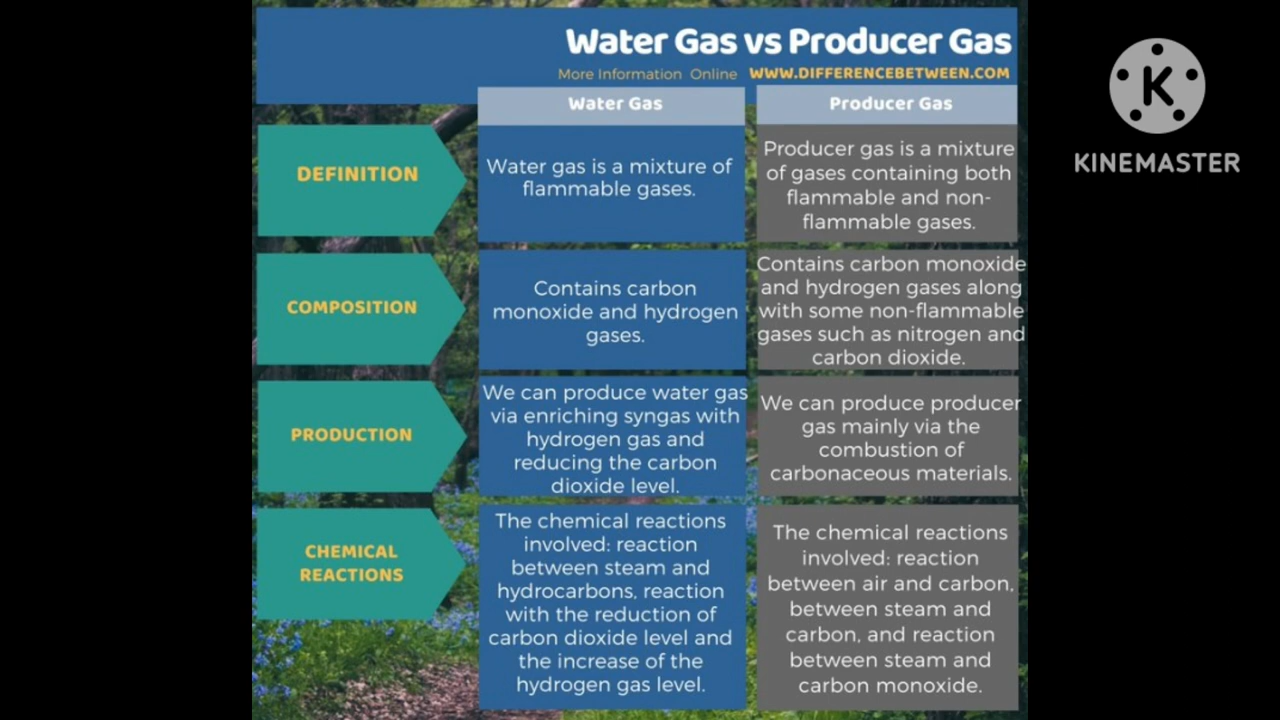 Water Gas vs Producer Gas
More Information Online WWW.DIFFERENCEBETWEEN.COM
Water Gas
Producer Gas
DEFINITION
Water gas is a mixture of
flammable gases.
Producer gas is a mixture
of gases containing both
flammable and non-
flammable gases.
COMPOSITION
Contains carbon
monoxide and hydrogen
gases.
Contains carbon monoxide
and hydrogen gases along
with some non-flammable
gases such as nitrogen and
carbon dioxide.
PRODUCTION
We can produce water gas
via enriching syngas with
hydrogen gas and
reducing the carbon
dioxide level.
We can produce producer
gas mainly via the
combustion of
carbonaceous materials.
CHEMICAL
REACTIONS
The chemical reactions
involved: reaction
between steam and
hydrocarbons, reaction
with the reduction of
carbon dioxide level and
the increase of the
hydrogen gas level.
The chemical reactions
involved: reaction
between air and carbon,
between steam and
carbon, and reaction
between steam and
carbon monoxide.
K
KINEMASTER